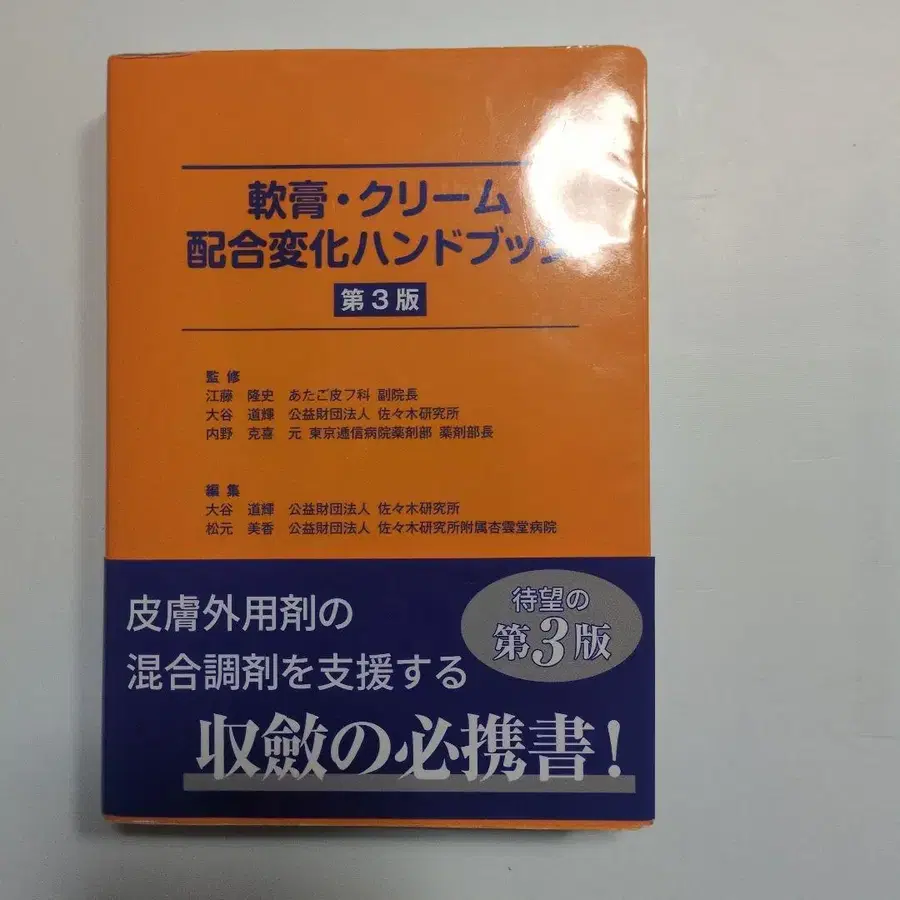 軟膏・クリーム
配合変化ハンドブック
第3版
監修
江藤 隆史 あたご皮フ科 副院長
大谷 道輝 公益財団法人 佐々木研究所
内野 克喜 元 東京逓信病院薬剤部 薬剤部長
編集
大谷 道輝 公益財団法人 佐々木研究所
松元 美香 公益財団法人 佐々木研究所附属杏雲堂病院
待望の
第3版
皮膚外用剤の
混合調剤を支援する
収斂の必携書!